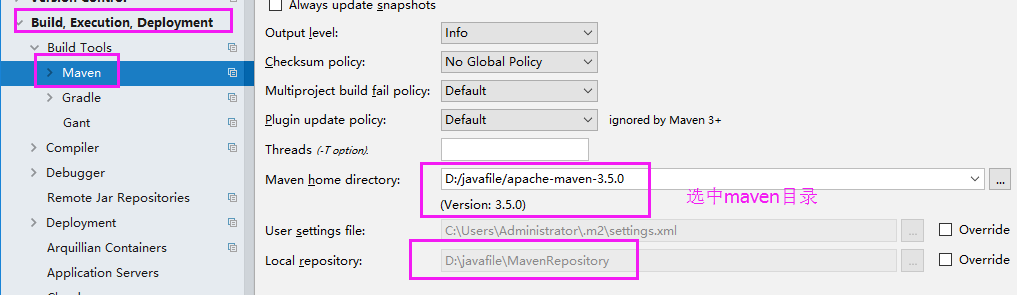 Version Control
Build, Execution, Deployment
Build Tools
Maven
Gradle
Gant
Compiler
Debugger
Remote Jar Repositories
Deployment
Arquillian Containers
Application Servers
Always update snapshots
Output level: Info
Checksum policy: No Global Policy
Multiproject build fail policy: Default
Plugin update policy: Default ignored by Maven 3+
Threads (-T option).
Maven home directory: D:/javafile/apache-maven-3.5.0 ...
(Version: 3.5.0)
选中maven目录
User settings file: C:\Users\Administrator\.m2\settings.xml ... Override
Local repository: D:\javafile\MavenRepository ... Override